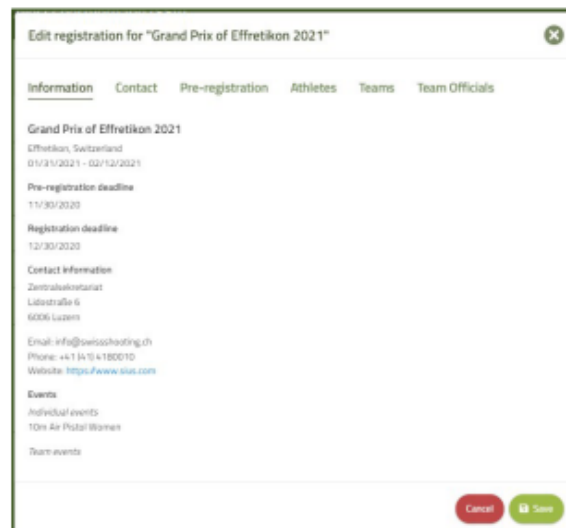 Edit registration for "Grand Prix of Effretikon 2021"
Information Contact Pre-registration Athletes Teams Team Officials
Grand Prix of Effretikon 2021
Effretikon, Switzerland
01/31/2021 - 02/12/2021
Pre-registration deadline
11/30/2020
Registration deadline
12/30/2020
Contact information
Zentralsekretariat
Lidostraße 6
6006 Luzern
Email: info@swissshooting.ch
Phone: +41 (41) 4180010
Website: https://www.sius.com
Events
Individual events
10m Air Pistol Women
Team events
Cancel Save